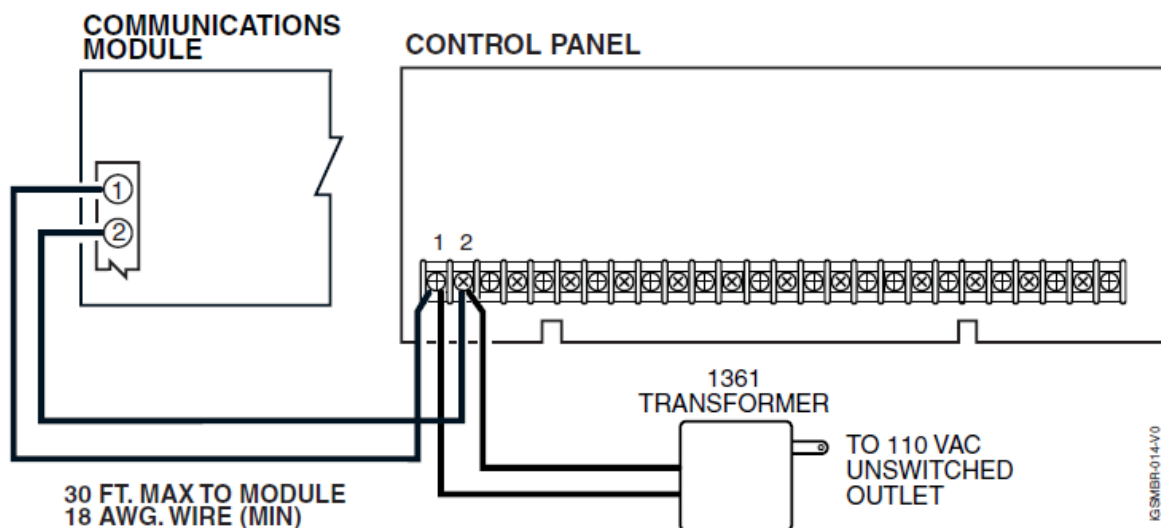 COMMUNICATIONS
MODULE
CONTROL PANEL
1
2
1 2
1361
TRANSFORMER
TO 110 VAC
UNSWITCHED
OUTLET
30 FT. MAX TO MODULE
18 AWG. WIRE (MIN)
IGSMBR-014-V0